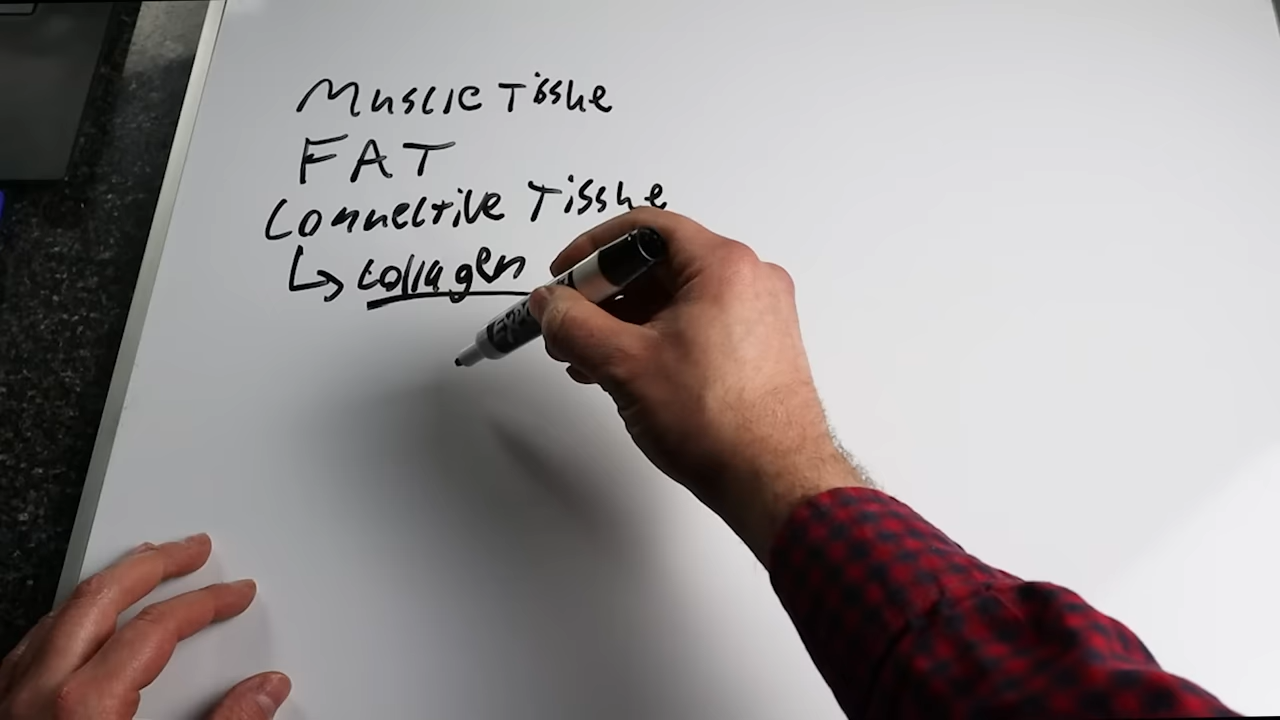 Muscle Tissue
FAT
Connective Tissue
↳ collagen